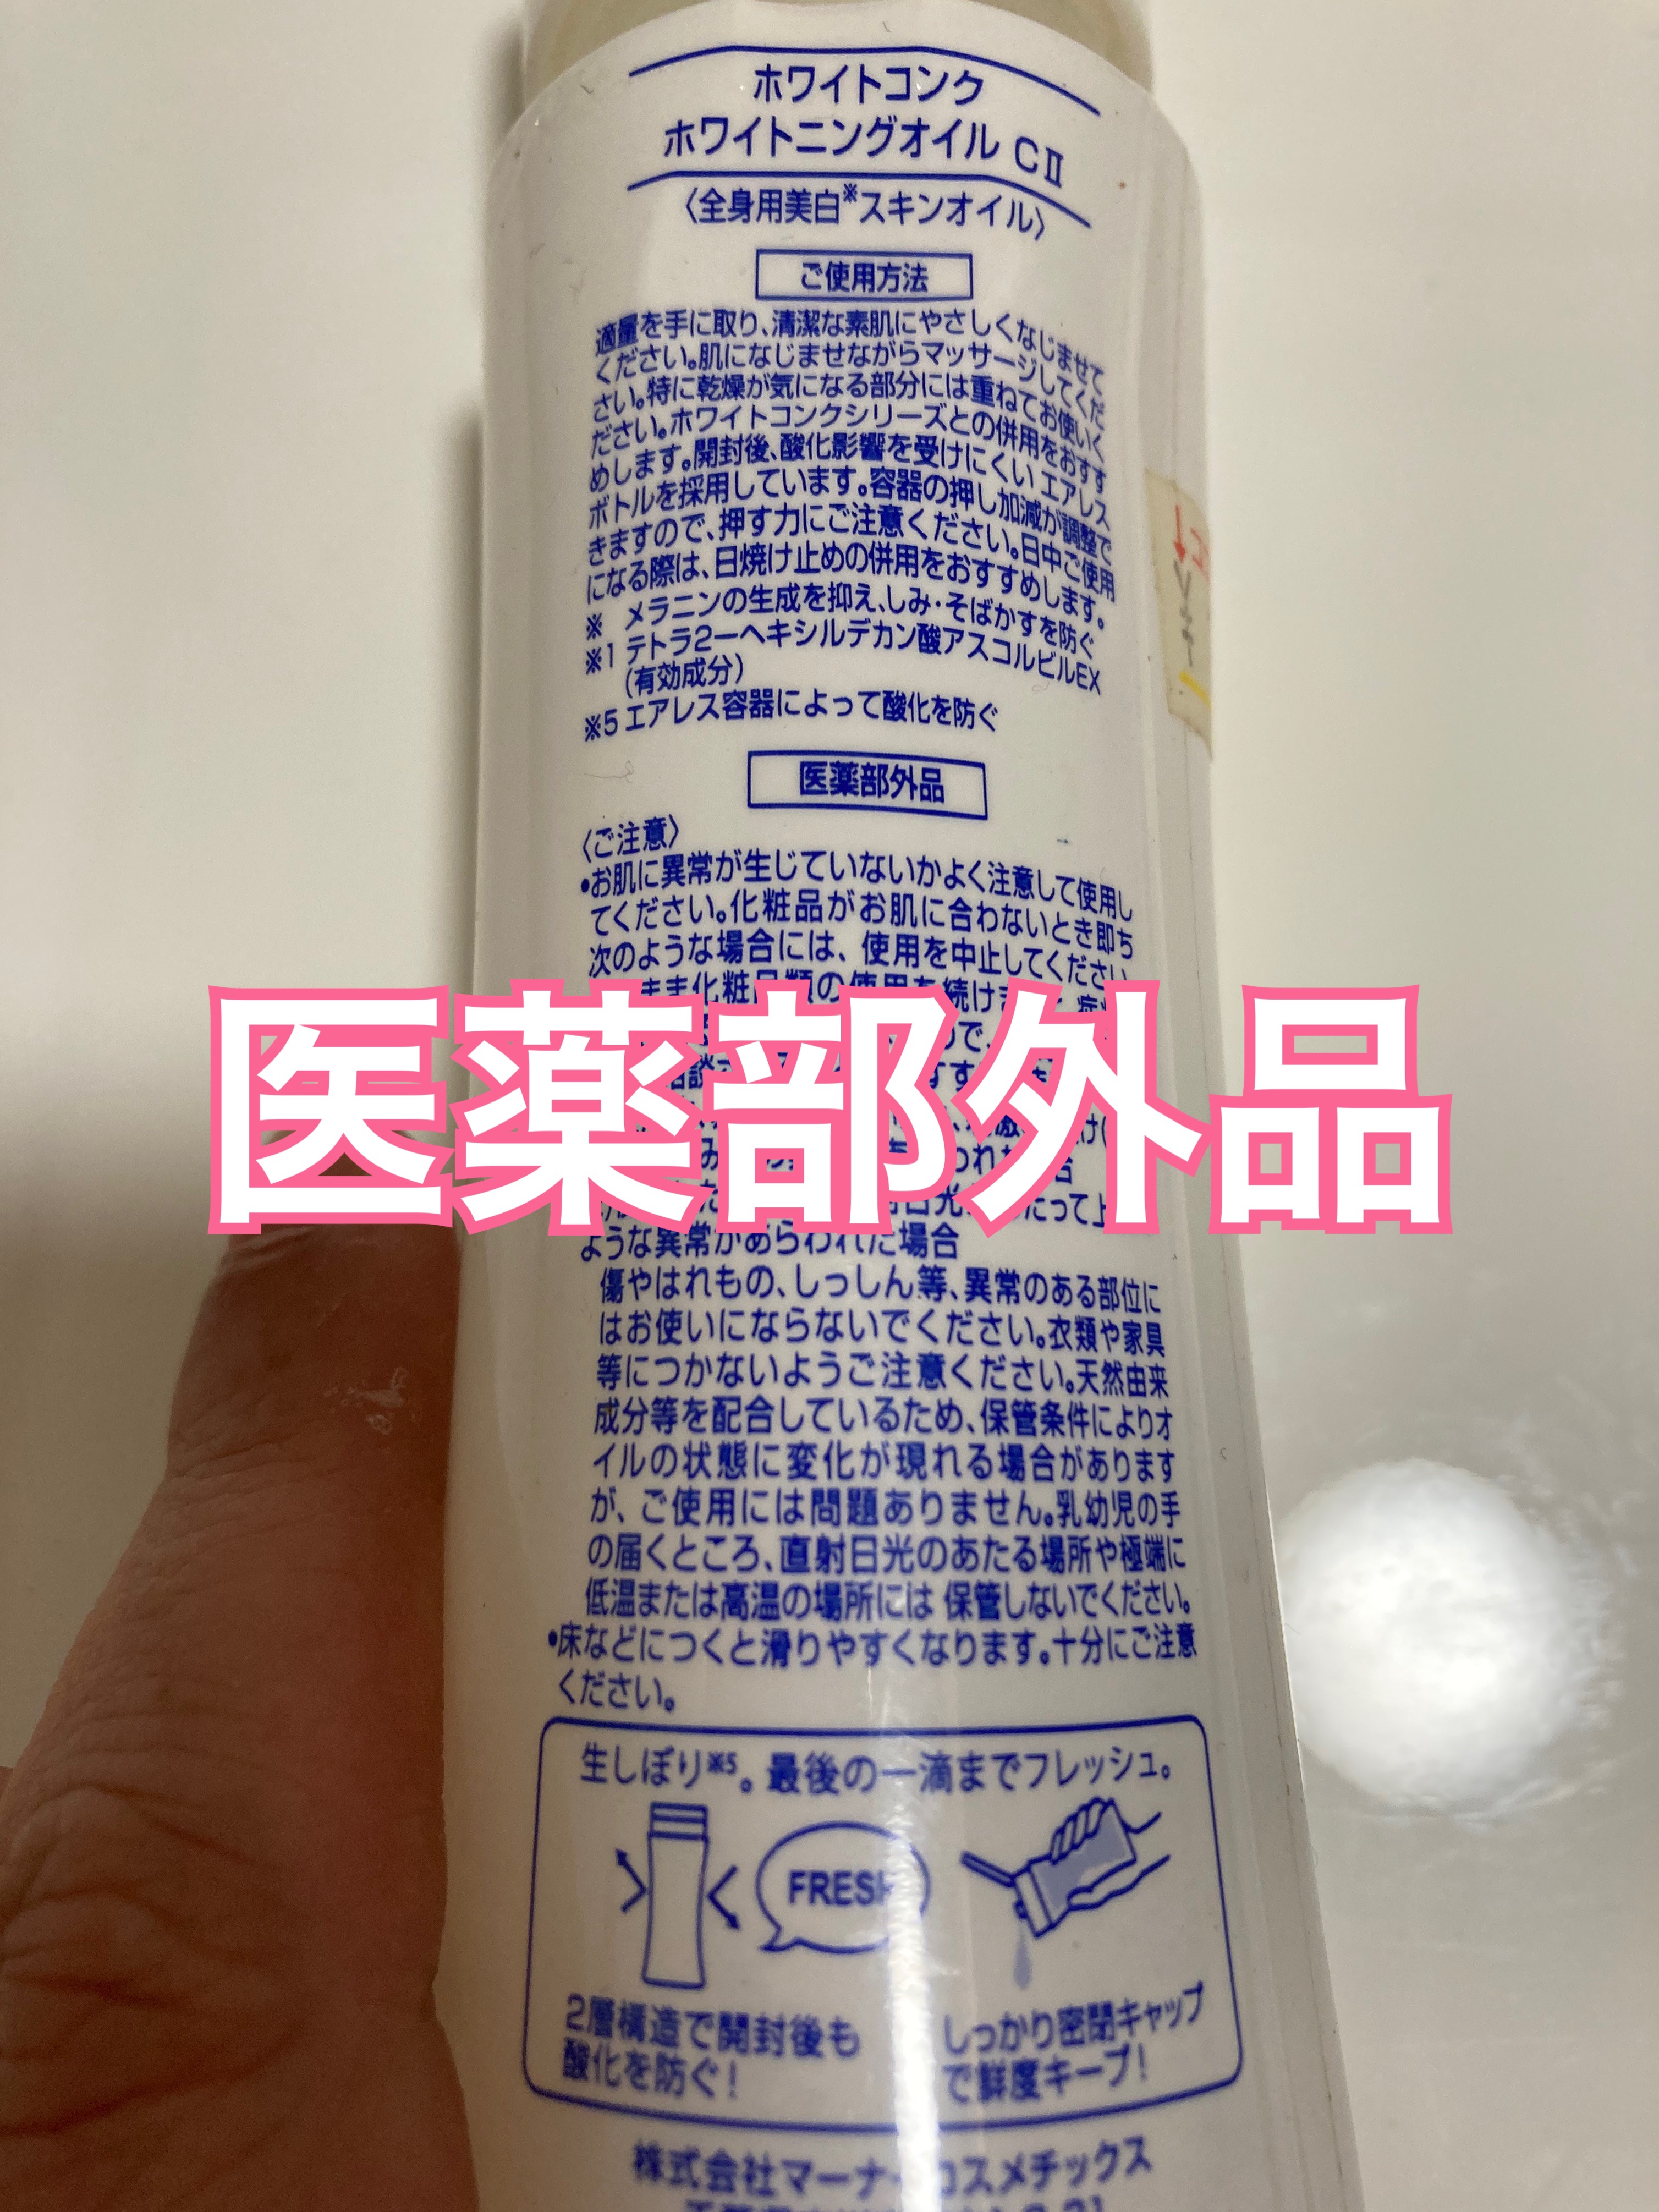 ホワイトコンク
ホワイトニングオイル CⅡ
〈全身用美白※スキンオイル〉
ご使用方法
適量を手に取り、清潔な素肌にやさしくなじませて
ください。肌になじませながらマッサージしてくだ
さい。特に乾燥が気になる部分には重ねてお使いく
ださい。ホワイトコンクシリーズとの併用をおすす
めします。開封後、酸化影響を受けにくい エアレス
ボトルを採用しています。容器の押し加減が調整で
きますので、押す力にご注意ください。日中ご使用
になる際は、日焼け止めの併用をおすすめします。
※ メラニンの生成を抑え、しみ・そばかすを防ぐ
※1 テトラ2ーヘキシルデカン酸アスコルビルEX
(有効成分)
※5 エアレス容器によって酸化を防ぐ
医薬部外品
〈ご注意〉
•お肌に異常が生じていないかよく注意して使用し
てください。化粧品がお肌に合わないとき即ち
次のような場合には、使用を中止してください
まま化粧品類の使用を続けま
医薬部外品
ような異常があらわれた場合
傷やはれもの、しっしん等、異常のある部位に
はお使いにならないでください。衣類や家具
等につかないようご注意ください。天然由来
成分等を配合しているため、保管条件によりオ
イルの状態に変化が現れる場合があります
が、ご使用には問題ありません。乳幼児の手
の届くところ、直射日光のあたる場所や極端に
低温または高温の場所には 保管しないでください。
•床などにつくと滑りやすくなります。十分にご注意
ください。
生しぼり※5。最後の一滴までフレッシュ。
FRESH
2層構造で開封後も
酸化を防ぐ!
しっかり密閉キャップ
で鮮度キープ!
株式会社マーナーコスメチックス